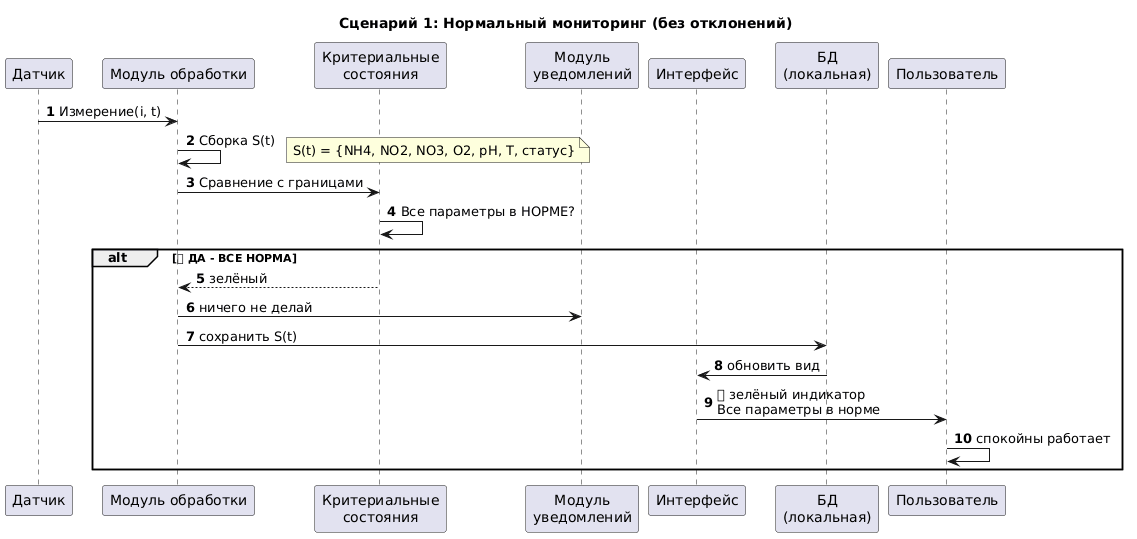 Сценарий 1: Нормальный мониторинг (без отклонений)
Датчик
Модуль обработки
Критериальные
состояния
Модуль
уведомлений
Интерфейс
БД
(локальная)
Пользователь
1 Измерение(i, t)
2 Сборка S(t)
S(t) = {NH4, NO2, NO3, O2, pH, T, статус}
3 Сравнение с границами
4 Все параметры в НОРМЕ?
alt
[ ДА - ВСЕ НОРМА]
5 зелёный
6 ничего не делай
7 сохранить S(t)
8 обновить вид
9 зелёный индикатор
Все параметры в норме
10 спокойны работает
Датчик
Модуль обработки
Критериальные
состояния
Модуль
уведомлений
Интерфейс
БД
(локальная)
Пользователь